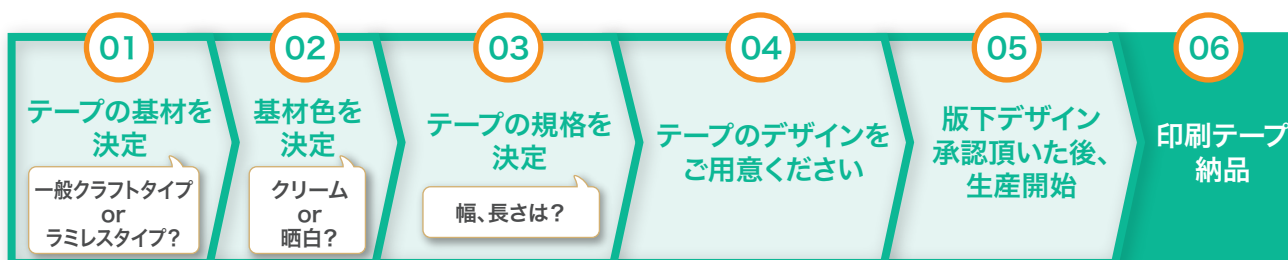 01
テープの基材を
決定
一般クラフトタイプ
or
ラミレスタイプ?
02
基材色を
決定
クリーム
or
晒白?
03
テープの規格を
決定
幅、長さは?
04
テープのデザインを
ご用意ください
05
版下デザイン
承認頂いた後、
生産開始
06
印刷テープ
納品